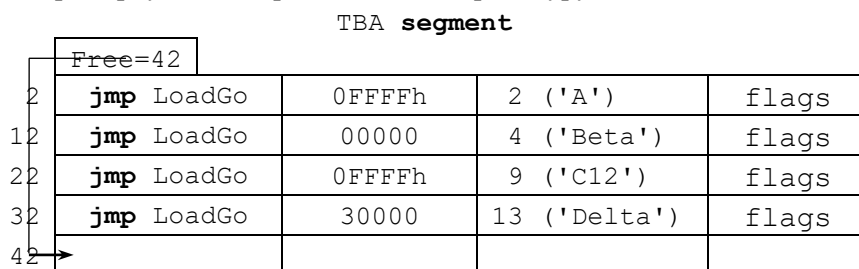 TBA segment
Free=42
2 jmp LoadGo 0FFFFh 2 ('A') flags
12 jmp LoadGo 00000 4 ('Beta') flags
22 jmp LoadGo 0FFFFh 9 ('C12') flags
32 jmp LoadGo 30000 13 ('Delta') flags
42